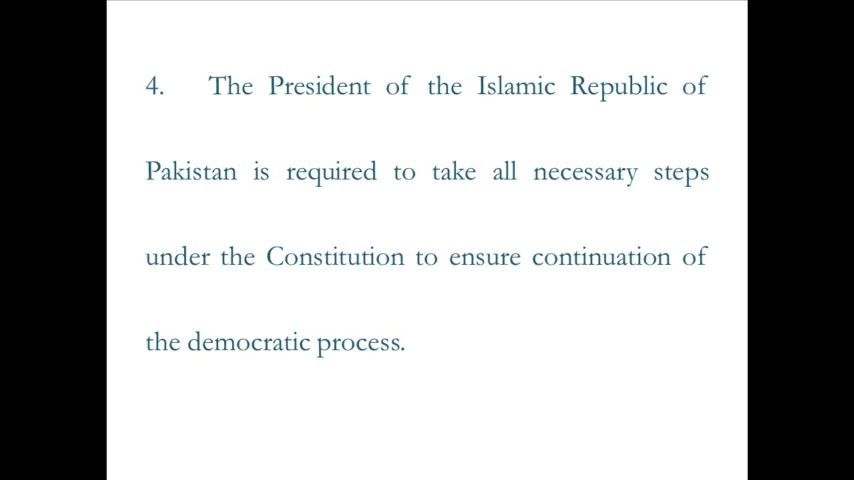 4. The President of the Islamic Republic of
Pakistan is required to take all necessary steps
under the Constitution to ensure continuation of
the democratic process.